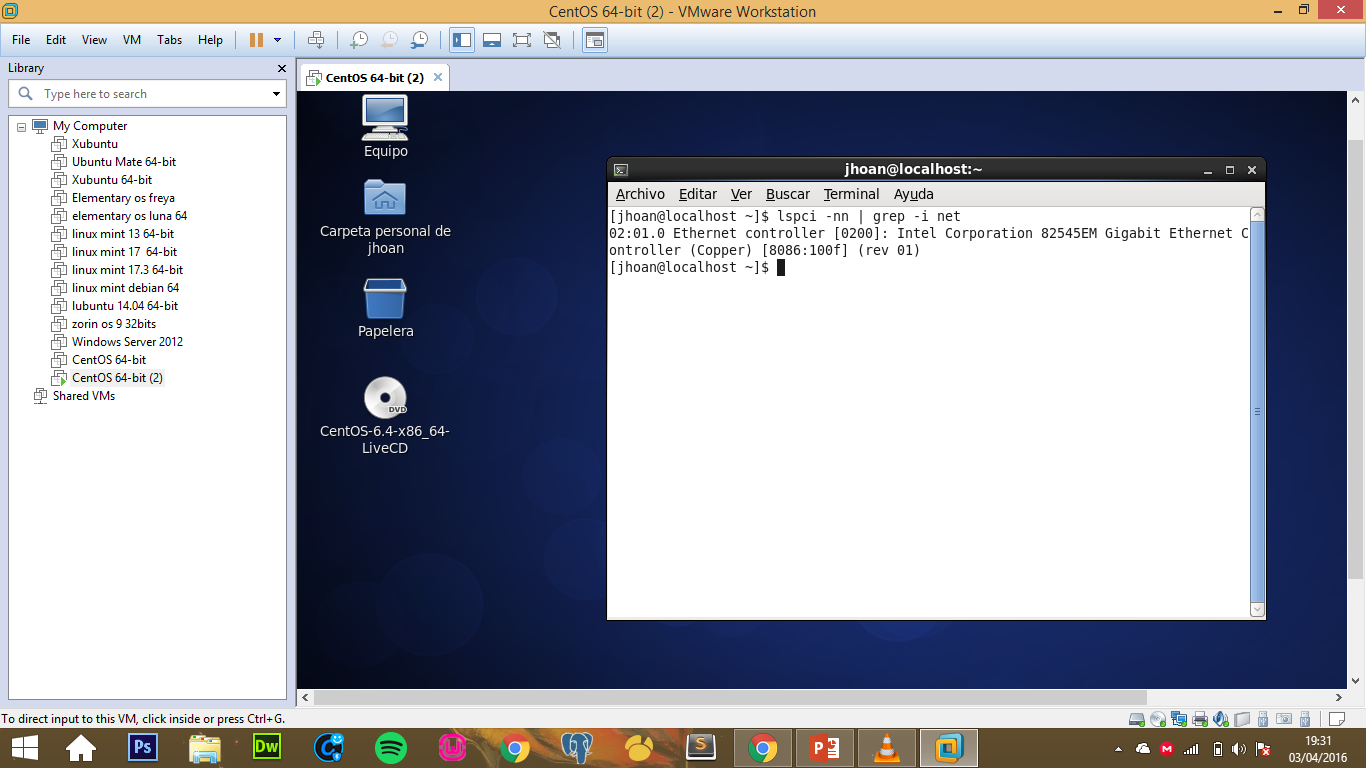 CentOS 64-bit (2) - VMware Workstation
File Edit View VM Tabs Help
Library
Type here to search
My Computer
Xubuntu
Ubuntu Mate 64-bit
Xubuntu 64-bit
Elementary os freya
elementary os luna 64
linux mint 13 64-bit
linux mint 17 64-bit
linux mint 17.3 64-bit
linux mint debian 64
lubuntu 14.04 64-bit
zorin os 9 32bits
Windows Server 2012
CentOS 64-bit
CentOS 64-bit (2)
Shared VMs
CentOS 64-bit (2)
Equipo
Carpeta personal de
jhoan
Papelera
DVD
CentOS-6.4-x86_64-
LiveCD
jhoan@localhost:~
Archivo Editar Ver Buscar Terminal Ayuda
[jhoan@localhost ~]$ lspci -nn | grep -i net
02:01.0 Ethernet controller [0200]: Intel Corporation 82545EM Gigabit Ethernet C
ontroller (Copper) [8086:100f] (rev 01)
[jhoan@localhost ~]$
To direct input to this VM, click inside or press Ctrl+G.
Ps
Dw
S
P
M
19:31
03/04/2016